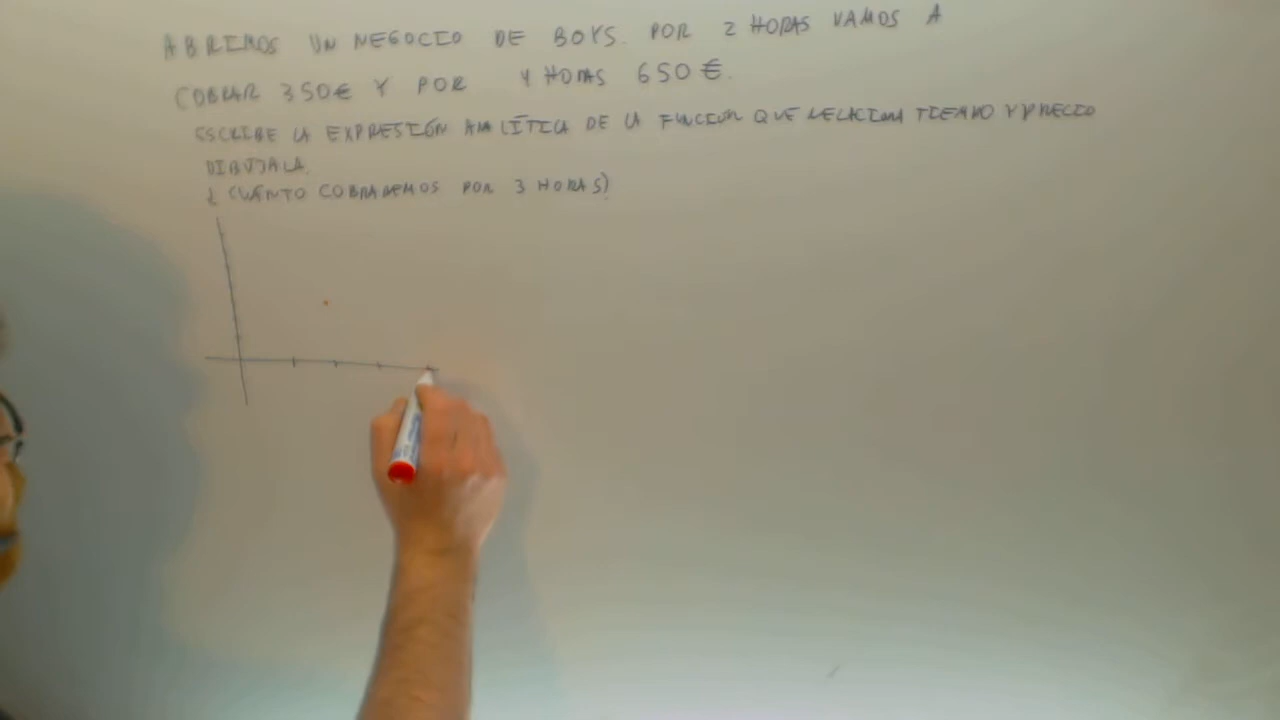 ABRIMOS UN NEGOCIO DE BOYS. POR 2 HORAS VAMOS A
COBRAR 350€ Y POR 4 HORAS 650€.
ESCRIBE LA EXPRESIÓN ANALÍTICA DE LA FUNCIÓN QUE RELACIONA TIEMPO Y PRECIO
DIBUJALA.
¿CUÁNTO COBRAREMOS POR 3 HORAS?